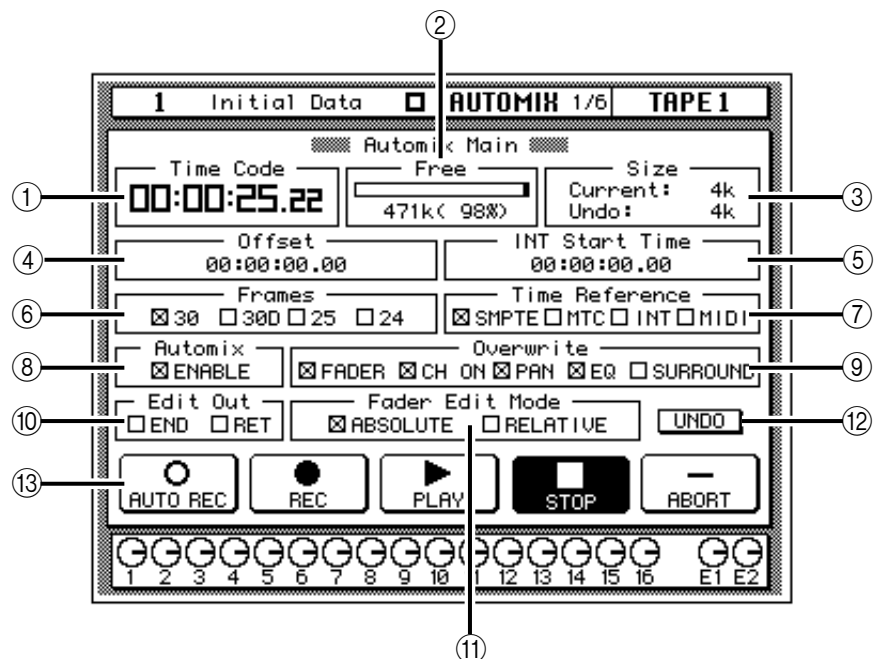 ②
1 Initial Data AUTOMIX 1/6 TAPE 1
Automix Main
Time Code Free Size
① 00:00:25.22 471k( 98%) Current: 4k ③
Undo: 4k
Offset INT Start Time
④ 00:00:00.00 00:00:00.00 ⑤
Frames Time Reference
⑥ 30 30D 25 24 SMPTE MTC INT MIDI ⑦
Automix Overwrite
⑧ ENABLE FADER CH ON PAN EQ SURROUND ⑨
Edit Out Fader Edit Mode
⑩ END RET ABSOLUTE RELATIVE UNDO ⑫
⑬ AUTO REC REC PLAY STOP ABORT
1 2 3 4 5 6 7 8 9 10 11 12 13 14 15 16 E1 E2
⑪